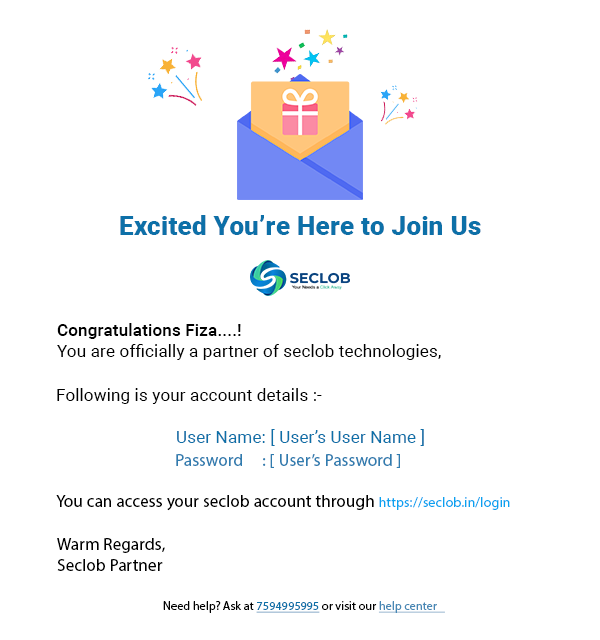 Excited You're Here to Join Us
SECLOB
Your Needs a Click Away
Congratulations Fiza....!
You are officially a partner of seclob technologies,
Following is your account details :-
User Name: [ User's User Name ]
Password : [ User's Password ]
You can access your seclob account through https://seclob.in/login
Warm Regards,
Seclob Partner
Need help? Ask at 7594995995 or visit our help center